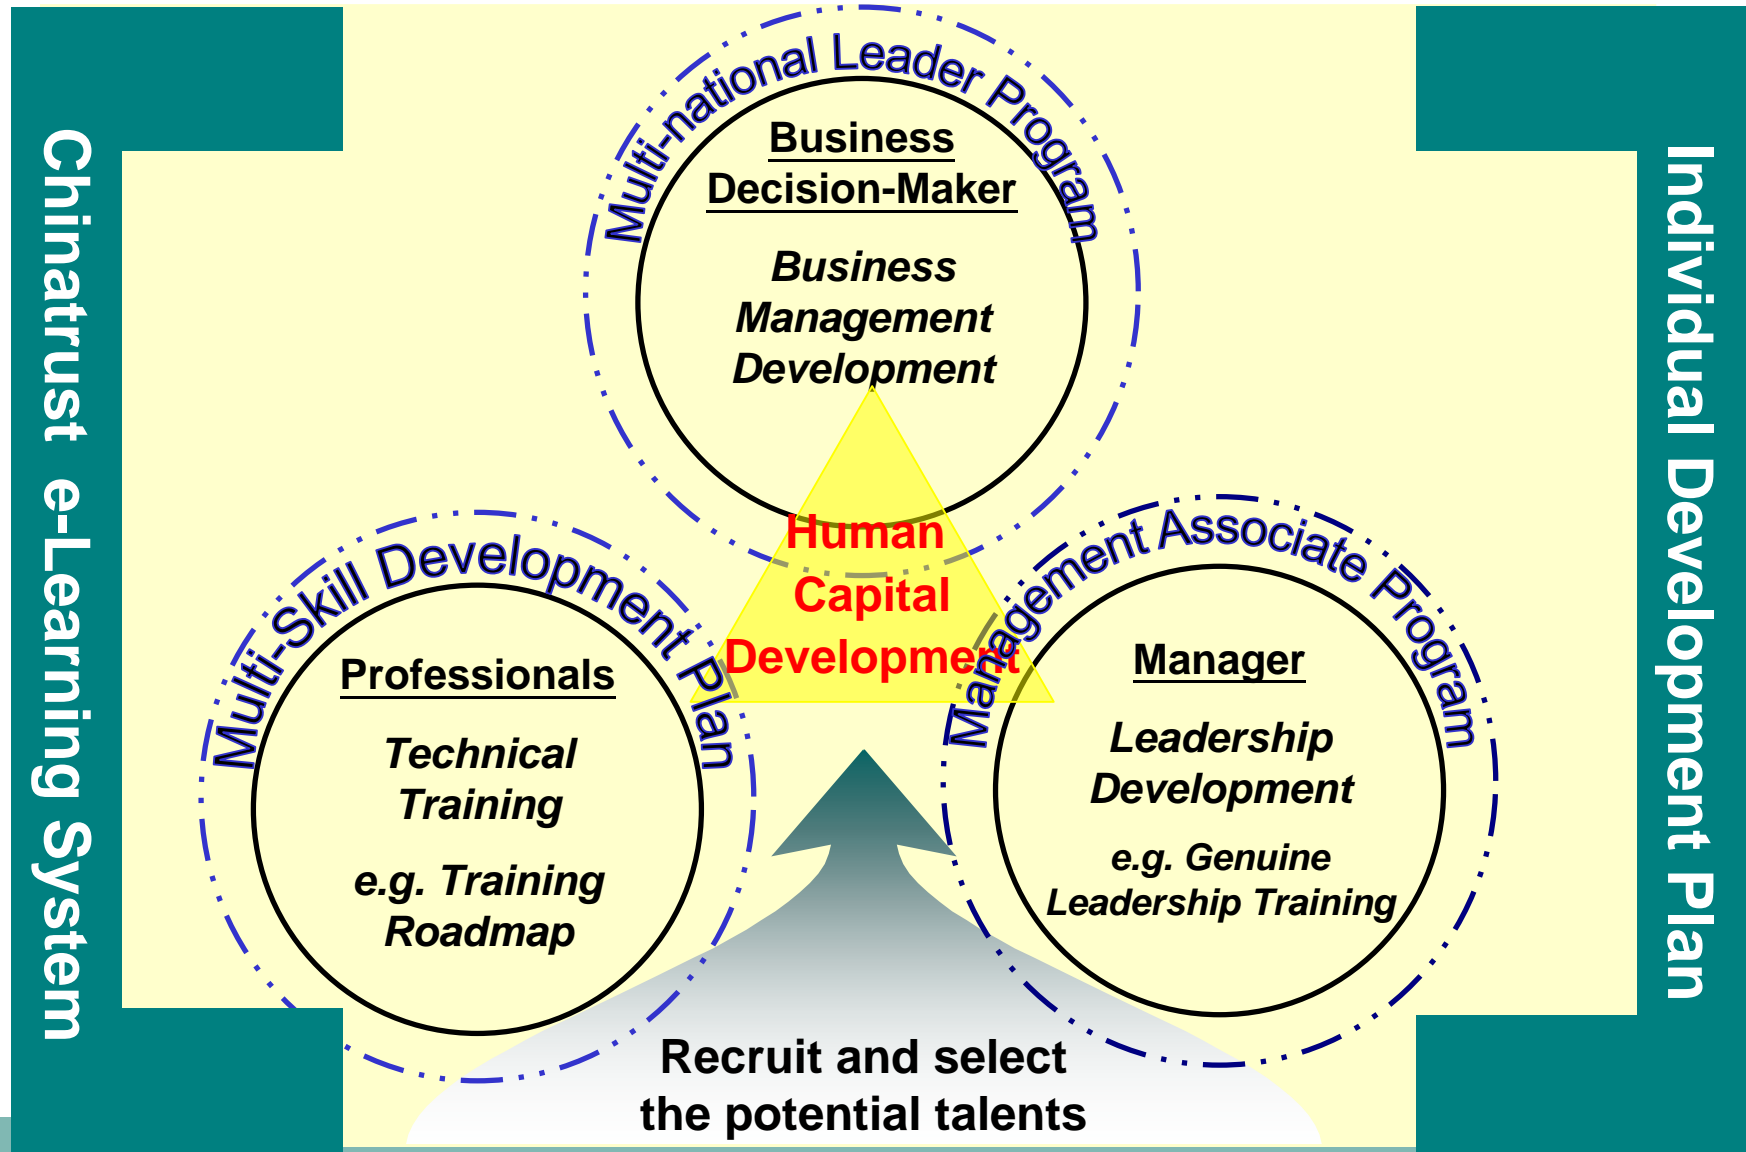 Chinatrust e-Learning System
Multi-national Leader Program
Business
Decision-Maker
Business
Management
Development
Human
Capital
Development
Multi-Skill Development Plan
Professionals
Technical
Training
e.g. Training
Roadmap
Management Associate Program
Manager
Leadership
Development
e.g. Genuine
Leadership Training
Recruit and select
the potential talents
Individual Development Plan